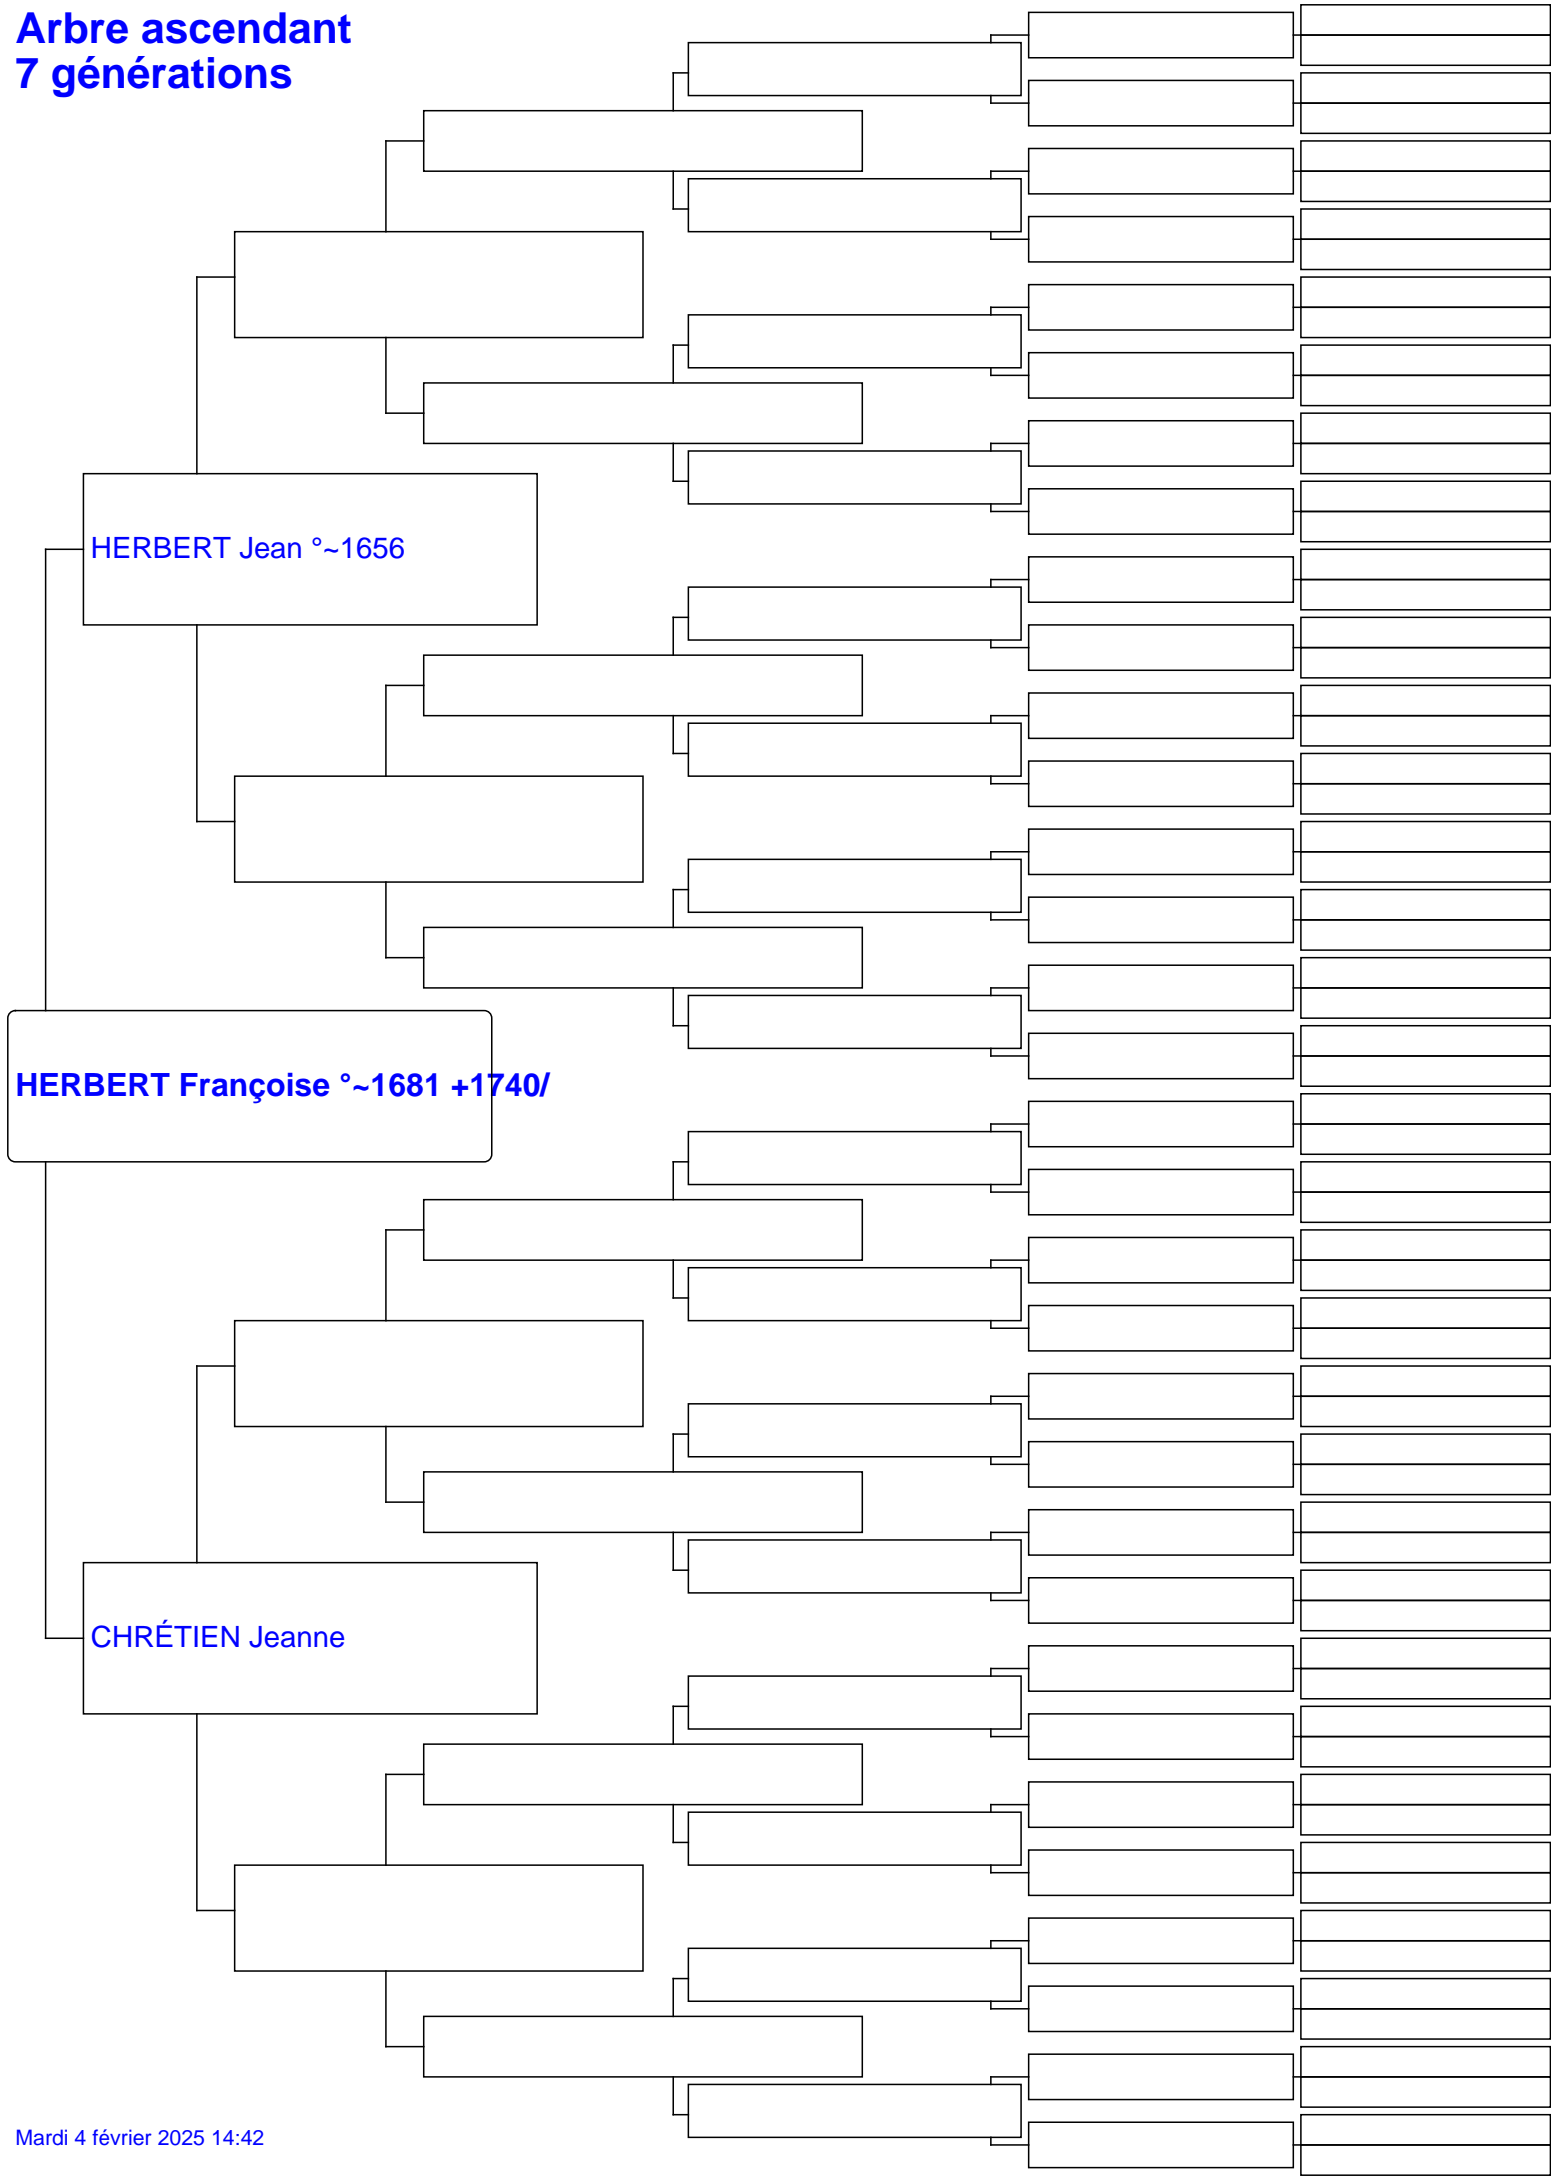 Arbre ascendant
7 générations
HERBERT Jean °~1656
HERBERT Françoise °~1681 +1740/
CHRÉTIEN Jeanne
Mardi 4 février 2025 14:42